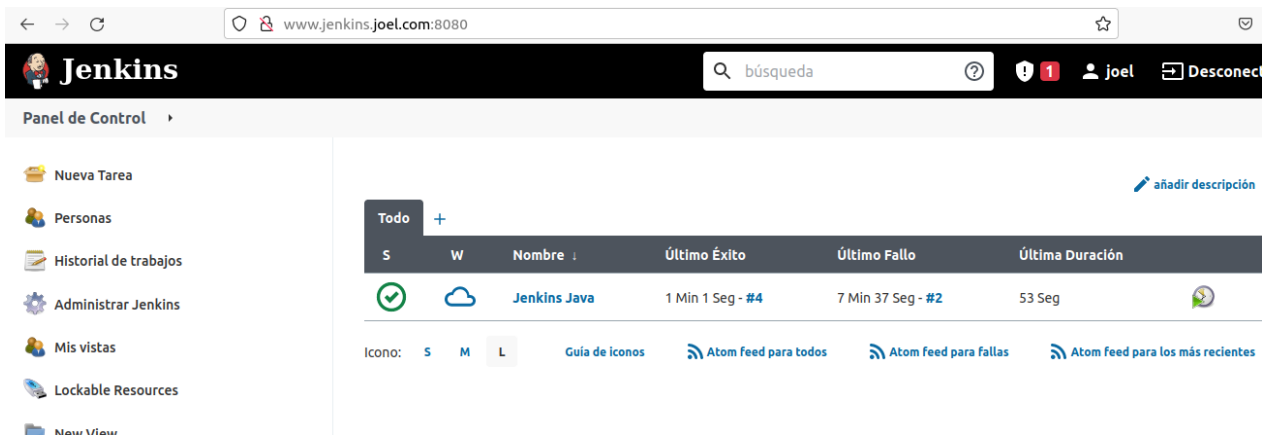 www.jenkins.joel.com:8080
Jenkins
búsqueda
1
joel
Desconect
Panel de Control
Nueva Tarea
Personas
Historial de trabajos
Administrar Jenkins
Mis vistas
Lockable Resources
New View
añadir descripción
Todo +
S W Nombre ↓ Último Éxito Último Fallo Última Duración
Jenkins Java 1 Min 1 Seg - #4 7 Min 37 Seg - #2 53 Seg
Icono: S M L Guía de iconos Atom feed para todos Atom feed para fallas Atom feed para los más recientes